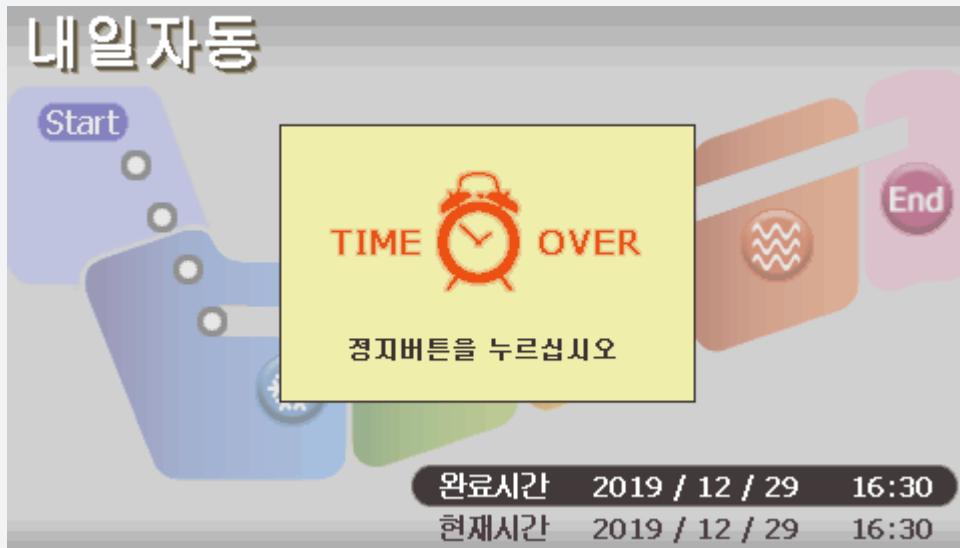 내일자동
Start
End
TIME OVER
정지버튼을 누르십시오
완료시간 2019 / 12 / 29 16:30
현재시간 2019 / 12 / 29 16:30